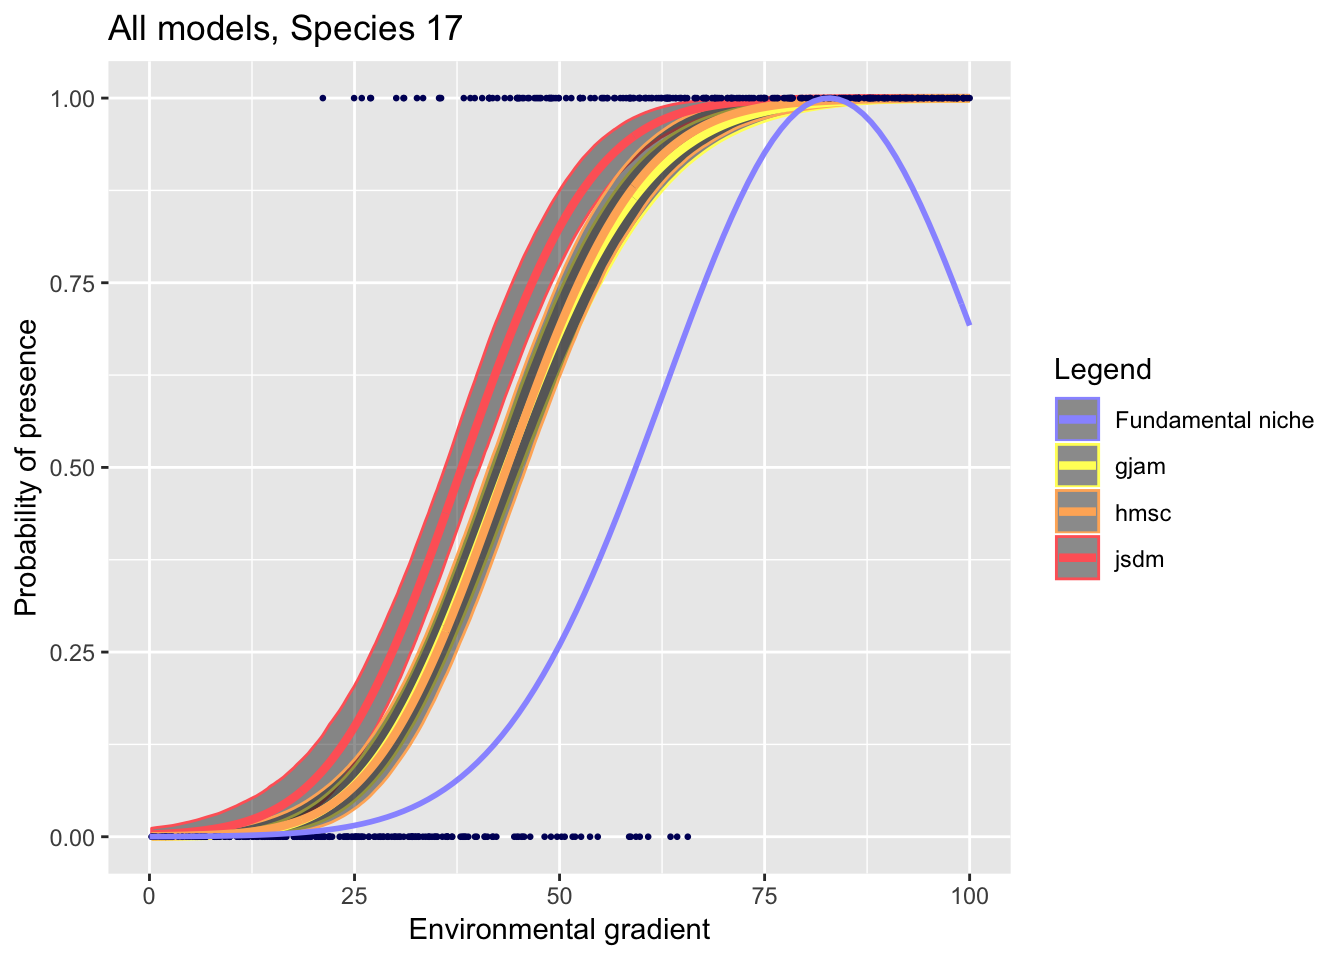 All models, Species 17
Probability of presence
1.00
0.75
0.50
0.25
0.00
0
25
50
75
100
Environmental gradient
Legend
Fundamental niche
gjam
hmsc
jsdm